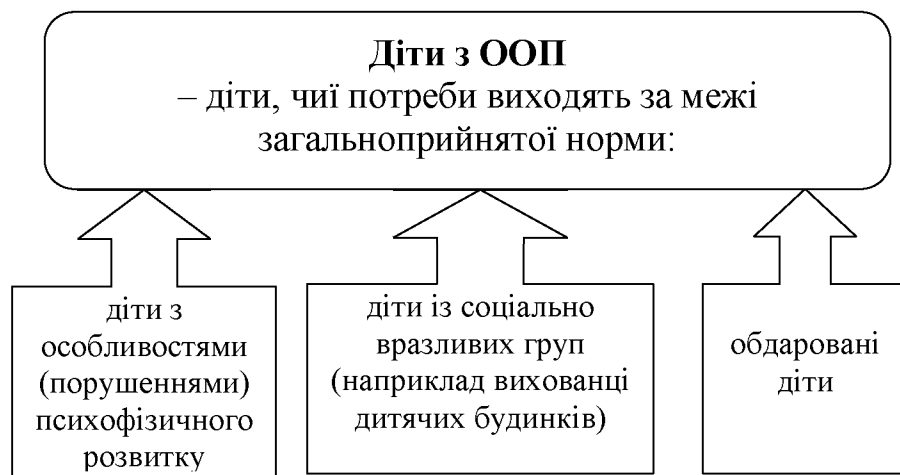 Діти з ООП
– діти, чиї потреби виходять за межі
загальноприйнятої норми:
діти з
особливостями
(порушеннями)
психофізичного
розвитку
діти із соціально
вразливих груп
(наприклад вихованці
дитячих будинків)
обдаровані
діти